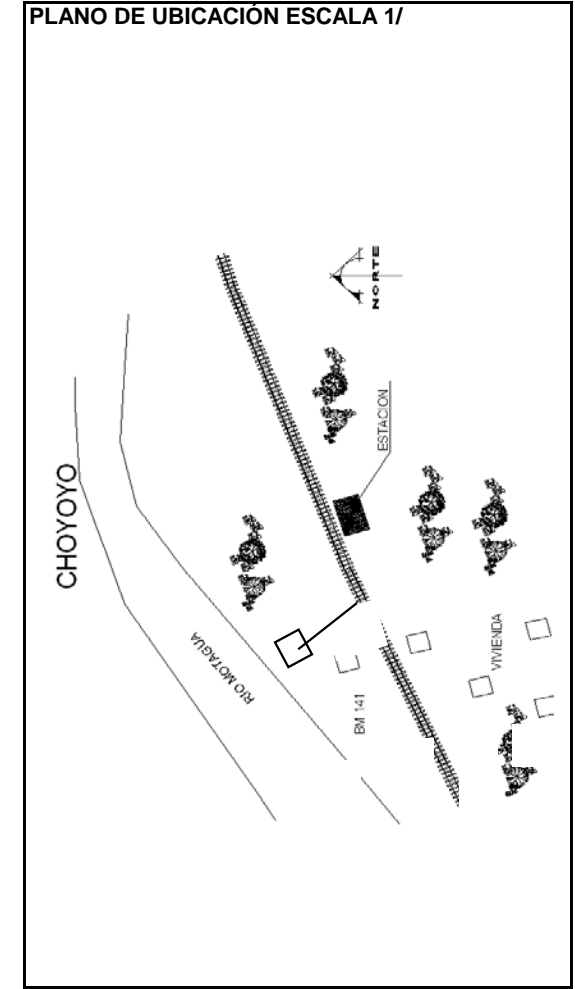 PLANO DE UBICACIÓN ESCALA 1/
NORTE
ESTACION
CHOYOYO
RIO MOTAGUA
BM 141
VIVIENDA